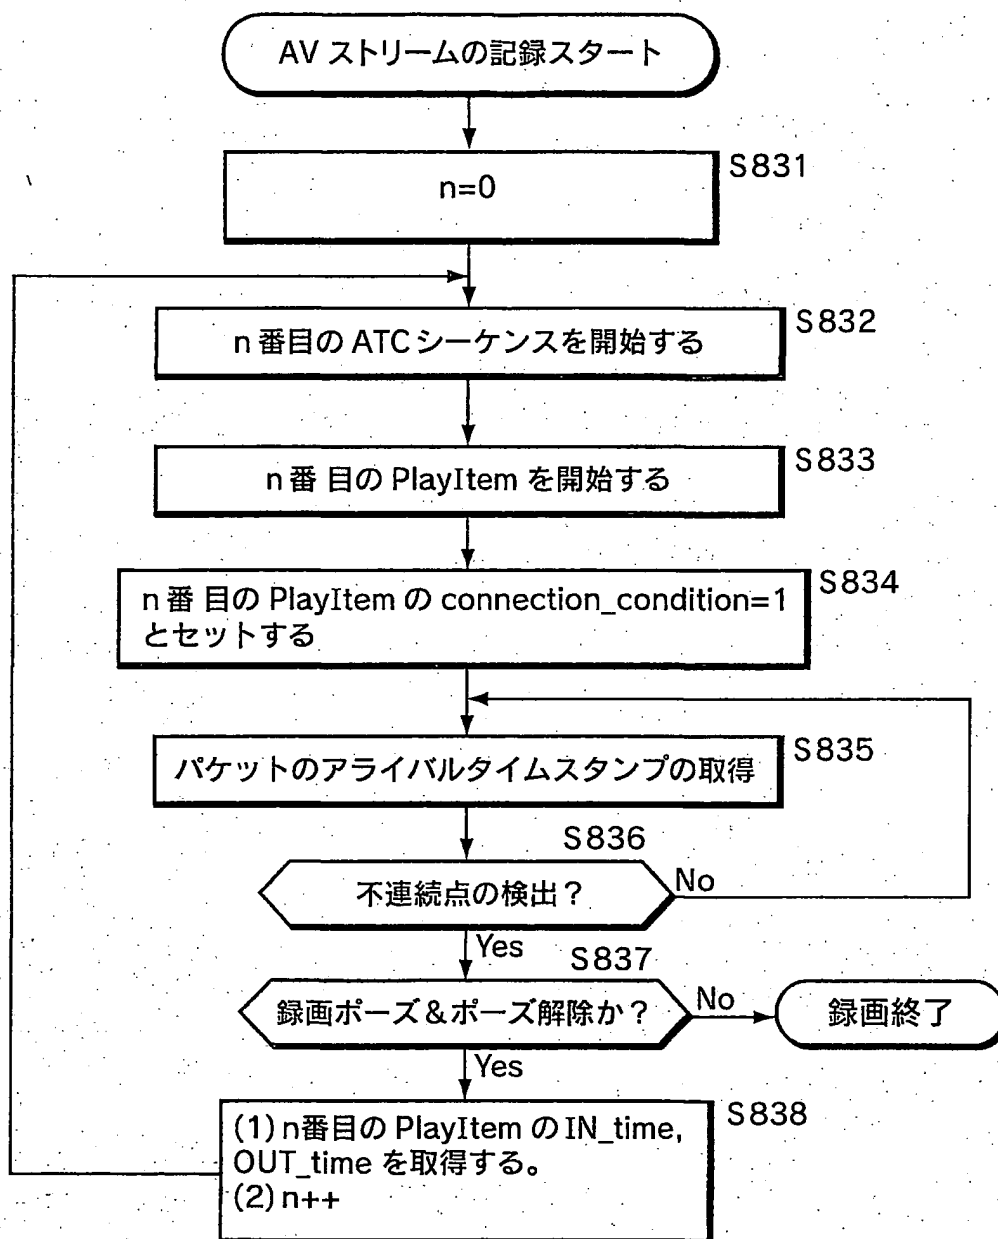 AV ストリームの記録スタート
S831
n=0
S832
n 番目の ATC シーケンスを開始する
S833
n 番 目の PlayItem を開始する
S834
n 番 目の PlayItem の connection_condition=1
とセットする
S835
パケットのアライバルタイムスタンプの取得
S836
不連続点の検出？
No
Yes
S837
録画ポーズ＆ポーズ解除か？
No
録画終了
Yes
S838
(1) n番目の PlayItem の IN_time,
OUT_time を取得する。
(2) n++